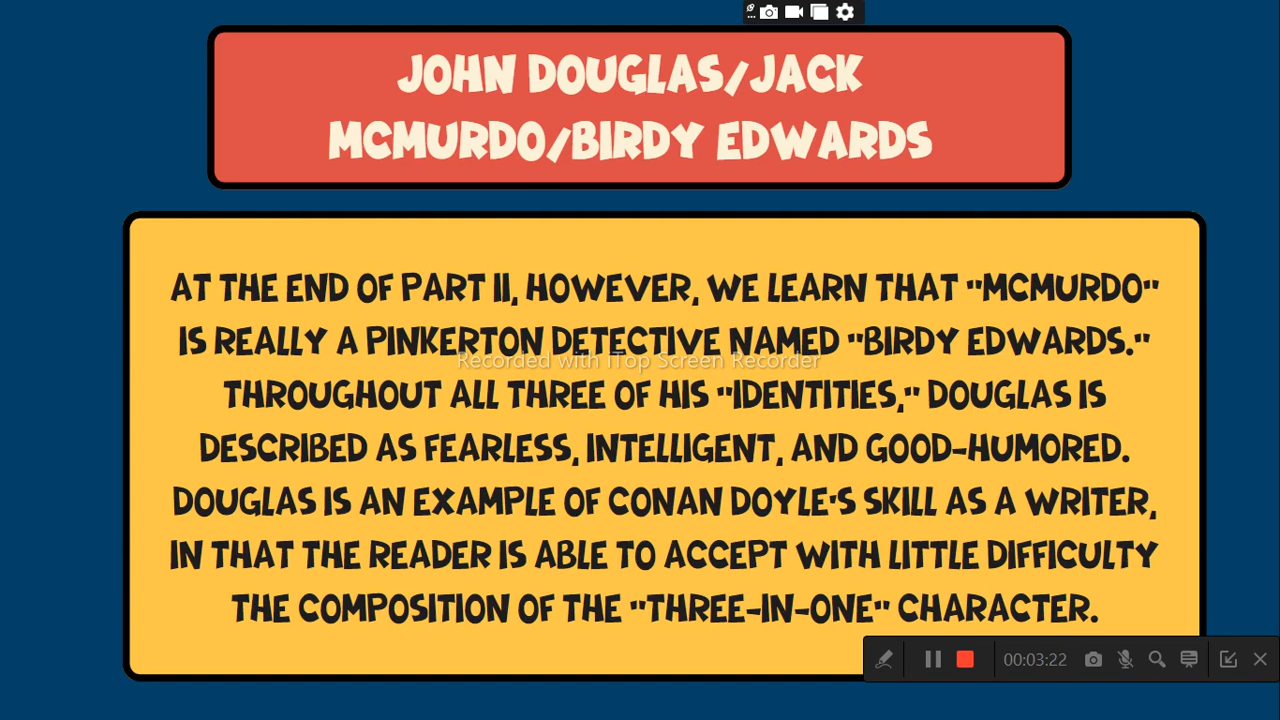 JOHN DOUGLAS/JACK
MCMURDO/BIRDY EDWARDS
AT THE END OF PART II, HOWEVER, WE LEARN THAT "MCMURDO"
IS REALLY A PINKERTON DETECTIVE NAMED "BIRDY EDWARDS."
Recorded with iTop Screen Recorder
THROUGHOUT ALL THREE OF HIS "IDENTITIES," DOUGLAS IS
DESCRIBED AS FEARLESS, INTELLIGENT, AND GOOD-HUMORED.
DOUGLAS IS AN EXAMPLE OF CONAN DOYLE'S SKILL AS A WRITER,
IN THAT THE READER IS ABLE TO ACCEPT WITH LITTLE DIFFICULTY
THE COMPOSITION OF THE "THREE-IN-ONE" CHARACTER.
00:03:22